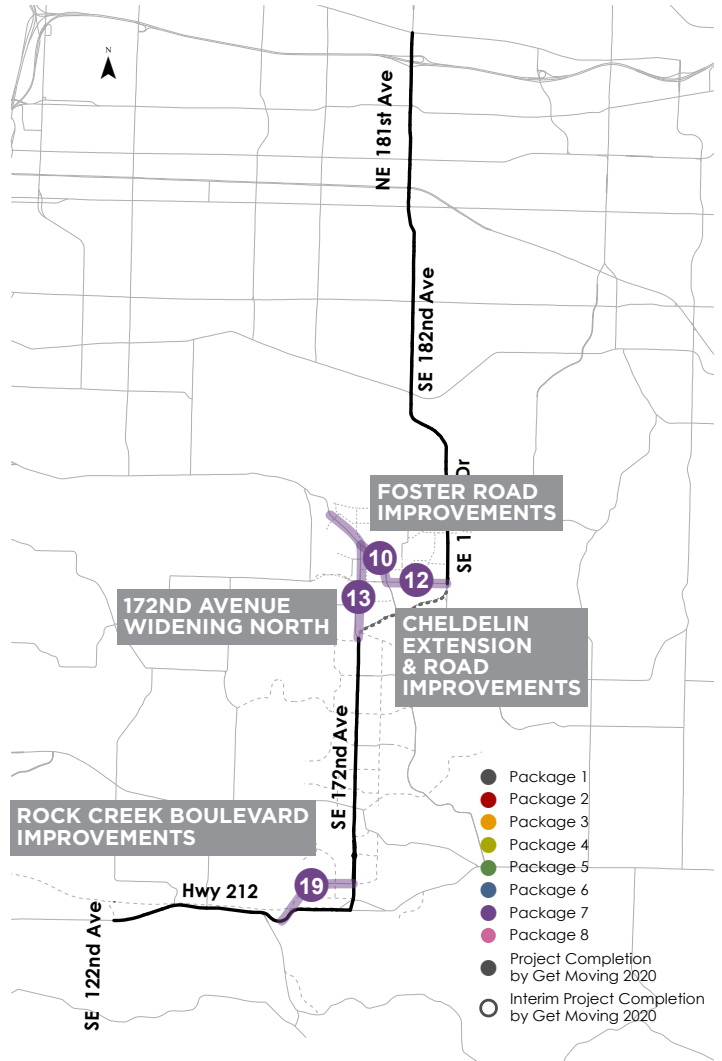 N
NE 181st Ave
SE 182nd Ave
FOSTER ROAD
IMPROVEMENTS
Dr
SE 1
10
12
13
172ND AVENUE
WIDENING NORTH
CHELDELIN
EXTENSION
& ROAD
IMPROVEMENTS
SE 172nd Ave
ROCK CREEK BOULEVARD
IMPROVEMENTS
19
Hwy 212
SE 122nd Ave
Package 1
Package 2
Package 3
Package 4
Package 5
Package 6
Package 7
Package 8
Project Completion
by Get Moving 2020
Interim Project Completion
by Get Moving 2020